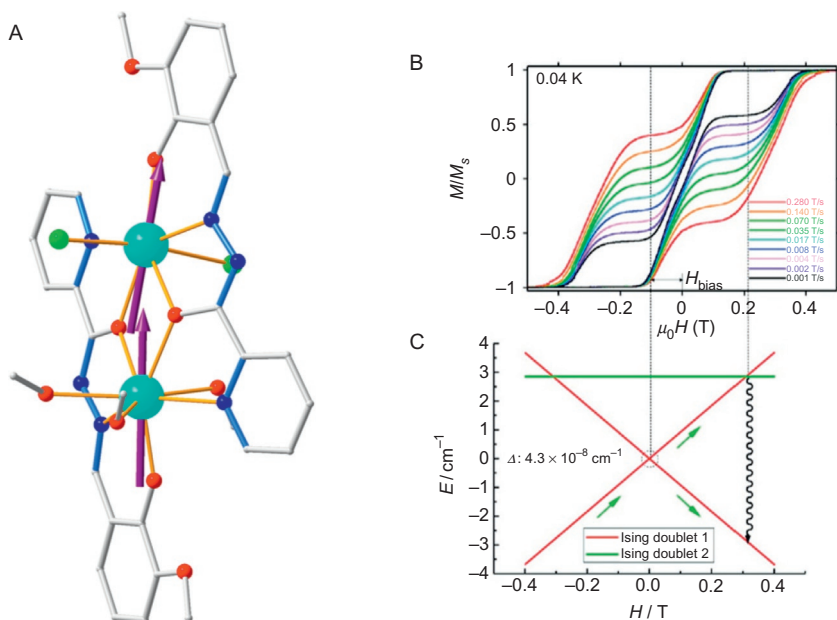 A
B
0.04 K
M/Mₛ
1
0.5
0
−0.5
−1
0.280 T/s
0.140 T/s
0.070 T/s
0.035 T/s
0.017 T/s
0.008 T/s
0.004 T/s
0.002 T/s
0.001 T/s
H_bias
−0.4
−0.2
0
0.2
0.4
μ₀H (T)
C
E / cm⁻¹
4
3
2
1
0
−1
−2
−3
−4
Δ: 4.3 × 10⁻⁸ cm⁻¹
Ising doublet 1
Ising doublet 2
−0.4
−0.2
0.0
0.2
0.4
H / T